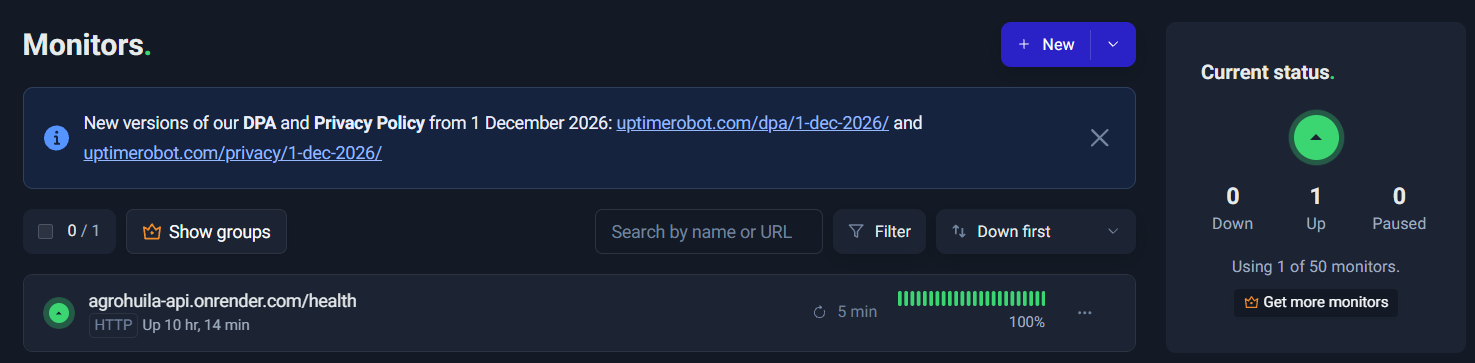 Monitors.
+ New
New versions of our DPA and Privacy Policy from 1 December 2026: uptimerobot.com/dpa/1-dec-2026/ and
uptimerobot.com/privacy/1-dec-2026/
0 / 1
Show groups
Search by name or URL
Filter
Down first
agrohuila-api.onrender.com/health
HTTP Up 10 hr, 14 min
5 min
100%
Current status.
0 1 0
Down Up Paused
Using 1 of 50 monitors.
Get more monitors